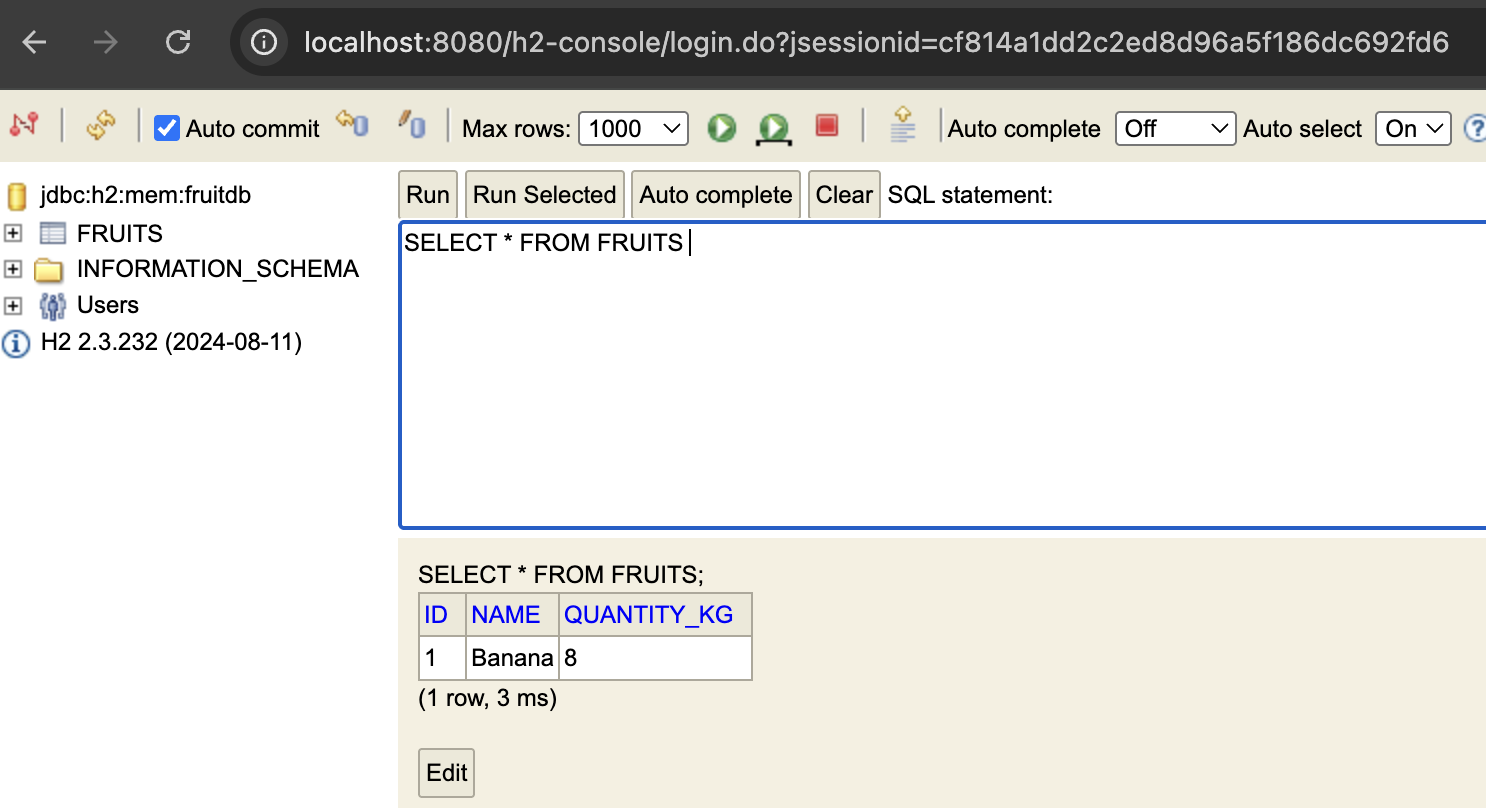 localhost:8080/h2-console/login.do?jsessionid=cf814a1dd2c2ed8d96a5f186dc692fd6
Auto commit Max rows: 1000 Auto complete Off Auto select On ?
jdbc:h2:mem:fruitdb
FRUITS
INFORMATION_SCHEMA
Users
H2 2.3.232 (2024-08-11)
Run Run Selected Auto complete Clear SQL statement:
SELECT * FROM FRUITS
SELECT * FROM FRUITS;
ID NAME QUANTITY_KG
1 Banana 8
(1 row, 3 ms)
Edit